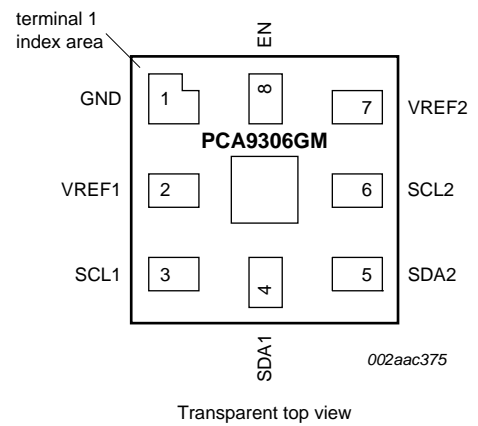 terminal 1
index area
EN
GND
1
8
7
VREF2
PCA9306GM
VREF1
2
6
SCL2
SCL1
3
4
5
SDA2
SDA1
002aac375
Transparent top view